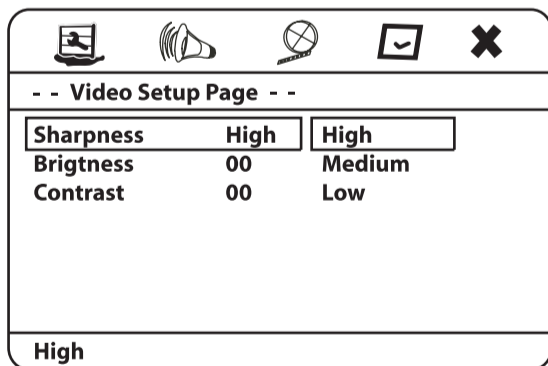 - - Video Setup Page - -
Sharpness High High
Brigtness 00 Medium
Contrast 00 Low
High